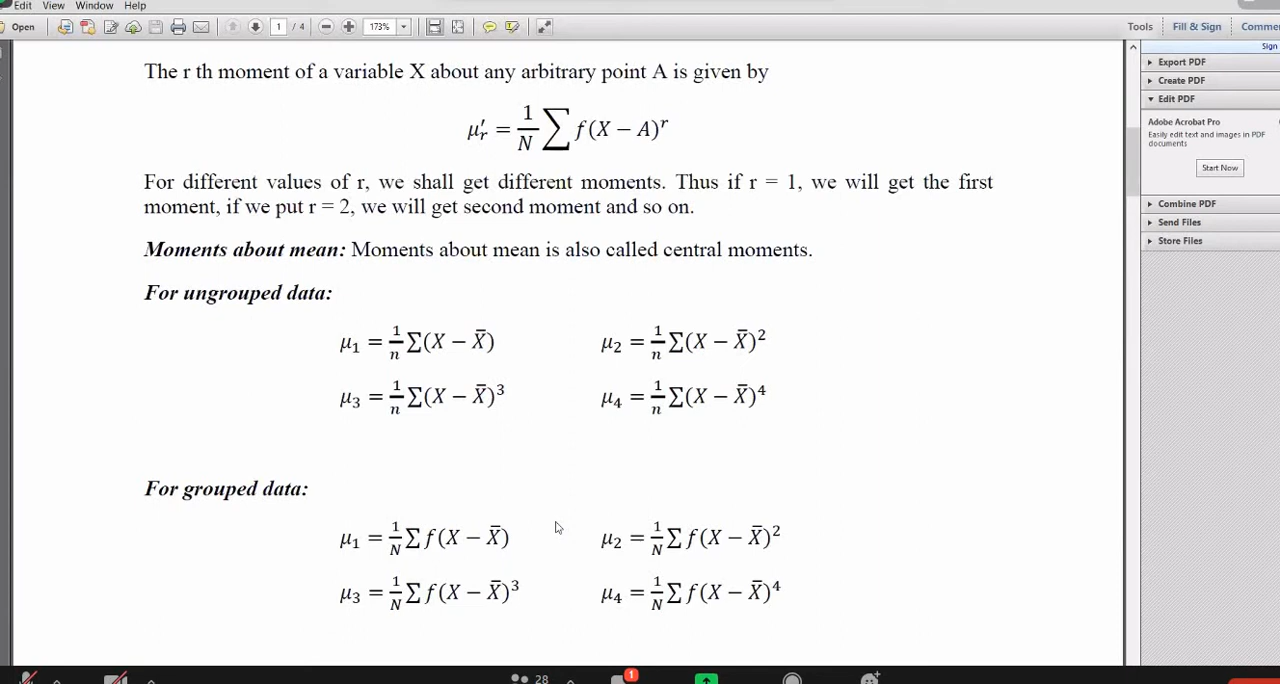 Edit View Window Help
Open 1 / 4 173% Tools Fill & Sign
Sign
Export PDF
Create PDF
Edit PDF
Adobe Acrobat Pro
Easily edit text and images in PDF
documents
Start Now
Combine PDF
Send Files
Store Files
The r th moment of a variable X about any arbitrary point A is given by
μ′ᵣ = 1/N ∑ f(X − A)ʳ
For different values of r, we shall get different moments. Thus if r = 1, we will get the first
moment, if we put r = 2, we will get second moment and so on.
Moments about mean: Moments about mean is also called central moments.
For ungrouped data:
μ₁ = 1/n ∑(X − X̄) μ₂ = 1/n ∑(X − X̄)²
μ₃ = 1/n ∑(X − X̄)³ μ₄ = 1/n ∑(X − X̄)⁴
For grouped data:
μ₁ = 1/N ∑ f(X − X̄) μ₂ = 1/N ∑ f(X − X̄)²
μ₃ = 1/N ∑ f(X − X̄)³ μ₄ = 1/N ∑ f(X − X̄)⁴
28 1